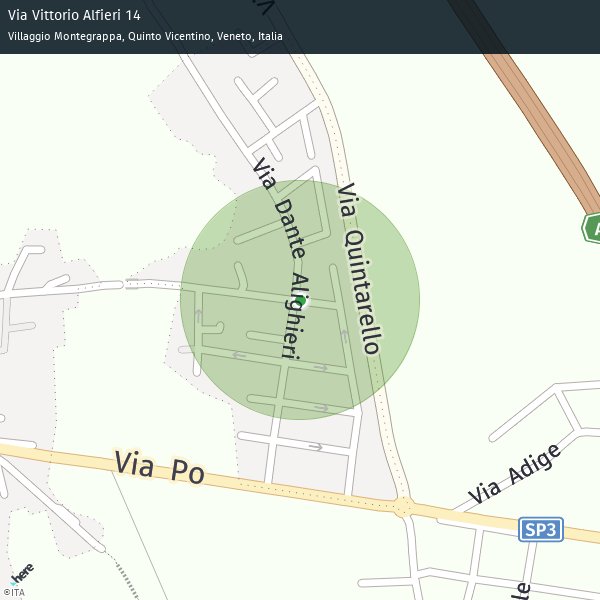 Via Vittorio Alfieri 14
Villaggio Montegrappa, Quinto Vicentino, Veneto, Italia
Via Dante Alighieri
Via Quintarello
Via Po
Via Adige
SP3
here
©ITA